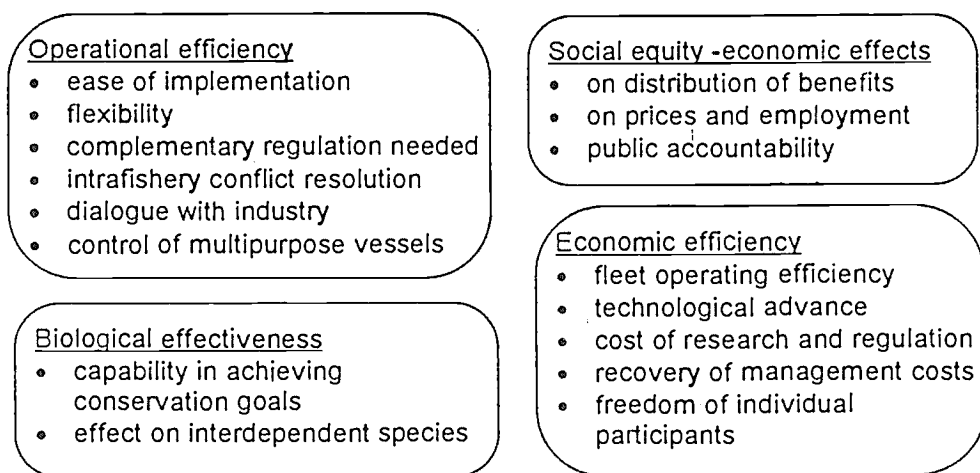 Operational efficiency
• ease of implementation
• flexibility
• complementary regulation needed
• intrafishery conflict resolution
• dialogue with industry
• control of multipurpose vessels
Biological effectiveness
• capability in achieving
conservation goals
• effect on interdependent species
Social equity -economic effects
• on distribution of benefits
• on prices and employment
• public accountability
Economic efficiency
• fleet operating efficiency
• technological advance
• cost of research and regulation
• recovery of management costs
• freedom of individual
participants